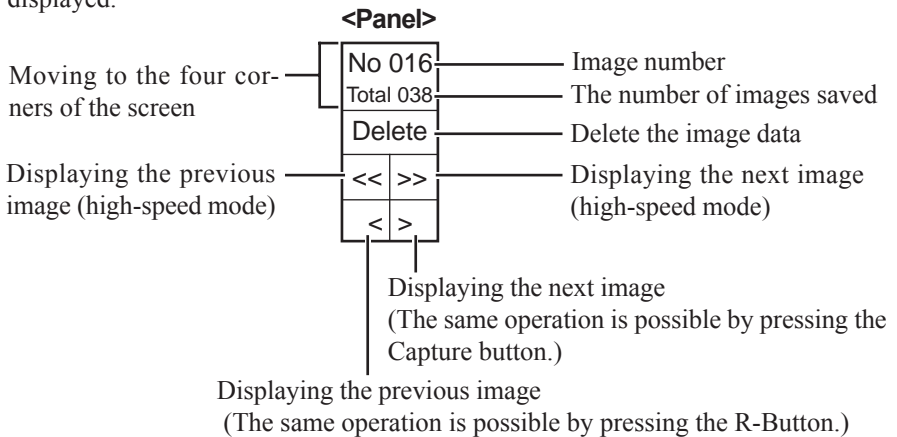 displayed.
<Panel>
No 016
Total 038
Delete
<< >>
< >
Moving to the four cor-
ners of the screen
Displaying the previous
image (high-speed mode)
Image number
The number of images saved
Delete the image data
Displaying the next image
(high-speed mode)
Displaying the next image
(The same operation is possible by pressing the
Capture button.)
Displaying the previous image
(The same operation is possible by pressing the R-Button.)